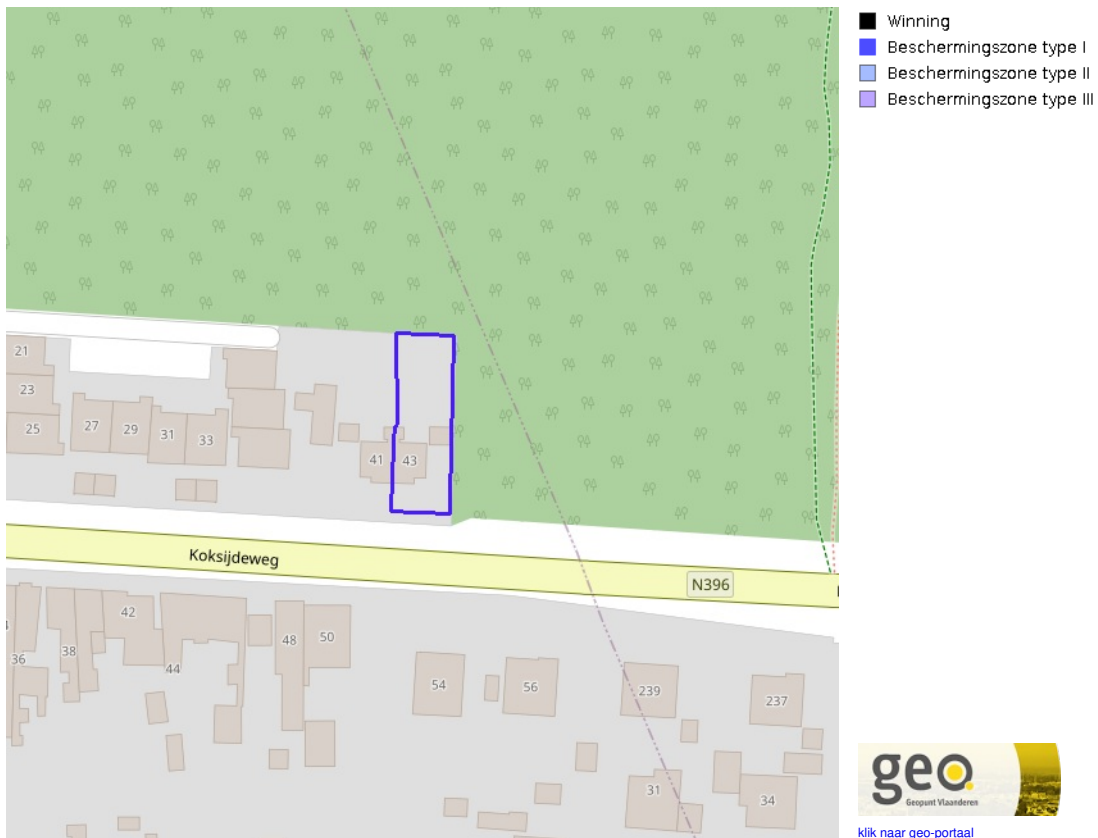 Winning
Beschermingszone type I
Beschermingszone type II
Beschermingszone type III
21
23
25
27
29
31
33
41
43
Koksijdeweg
N396
36
38
42
44
48
50
54
56
239
237
31
34
geo
Geopunt Vlaanderen
klik naar geo-portaal